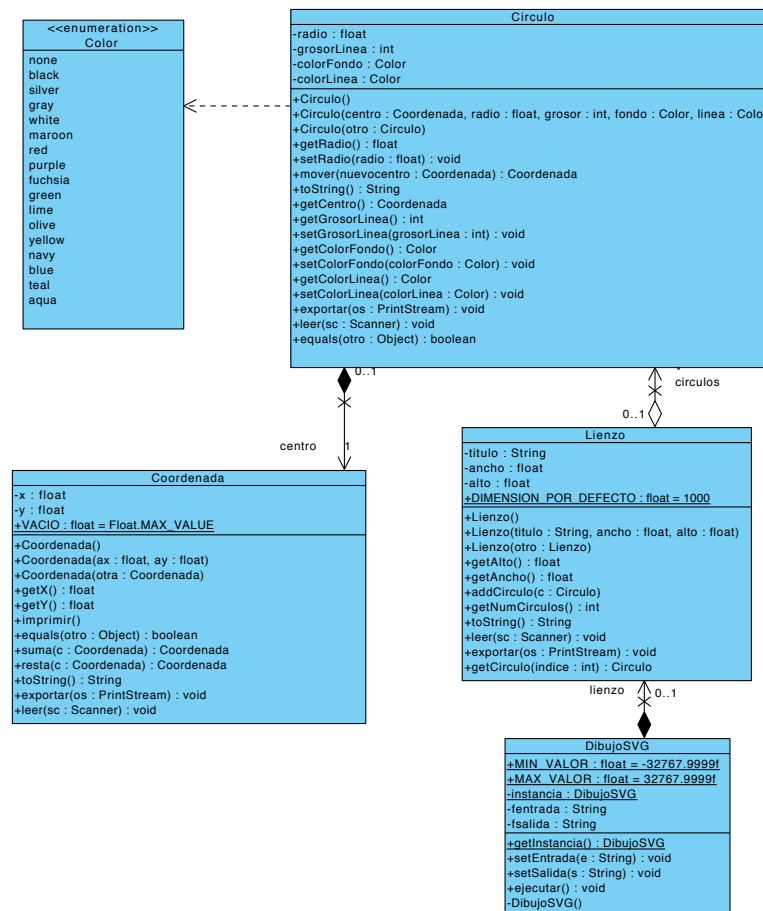 <<enumeration>>
Color
none
black
silver
gray
white
maroon
red
purple
fuchsia
green
lime
olive
yellow
navy
blue
teal
aqua
Circulo
-radio : float
-grosorLinea : int
-colorFondo : Color
-colorLinea : Color
+Circulo()
+Circulo(centro : Coordenada, radio : float, grosor : int, fondo : Color, linea : Colo
+Circulo(otro : Circulo)
+getRadio() : float
+setRadio(radio : float) : void
+mover(nuevocentro : Coordenada) : Coordenada
+toString() : String
+getCentro() : Coordenada
+getGrosorLinea() : int
+setGrosorLinea(grosorLinea : int) : void
+getColorFondo() : Color
+setColorFondo(colorFondo : Color) : void
+getColorLinea() : Color
+setColorLinea(colorLinea : Color) : void
+exportar(os : PrintStream) : void
+leer(sc : Scanner) : void
+equals(otro : Object) : boolean
0..1
centro
1
*
circulos
0..1
Coordenada
-x : float
-y : float
+VACIO : float = Float.MAX_VALUE
+Coordenada()
+Coordenada(ax : float, ay : float)
+Coordenada(otra : Coordenada)
+getX() : float
+getY() : float
+imprimir()
+equals(otro : Object) : boolean
+suma(c : Coordenada) : Coordenada
+resta(c : Coordenada) : Coordenada
+toString() : String
+exportar(os : PrintStream) : void
+leer(sc : Scanner) : void
Lienzo
-titulo : String
-ancho : float
-alto : float
+DIMENSION_POR_DEFECTO : float = 1000
+Lienzo()
+Lienzo(titulo : String, ancho : float, alto : float)
+Lienzo(otro : Lienzo)
+getAlto() : float
+getAncho() : float
+addCirculo(c : Circulo)
+getNumCirculos() : int
+toString() : String
+leer(sc : Scanner) : void
+exportar(os : PrintStream) : void
+getCirculo(indice : int) : Circulo
lienzo
0..1
DibujoSVG
+MIN_VALOR : float = -32767.9999f
+MAX_VALOR : float = 32767.9999f
-instancia : DibujoSVG
-fentrada : String
-fsalida : String
+getInstancia() : DibujoSVG
+setEntrada(e : String) : void
+setSalida(s : String) : void
+ejecutar() : void
-DibujoSVG()